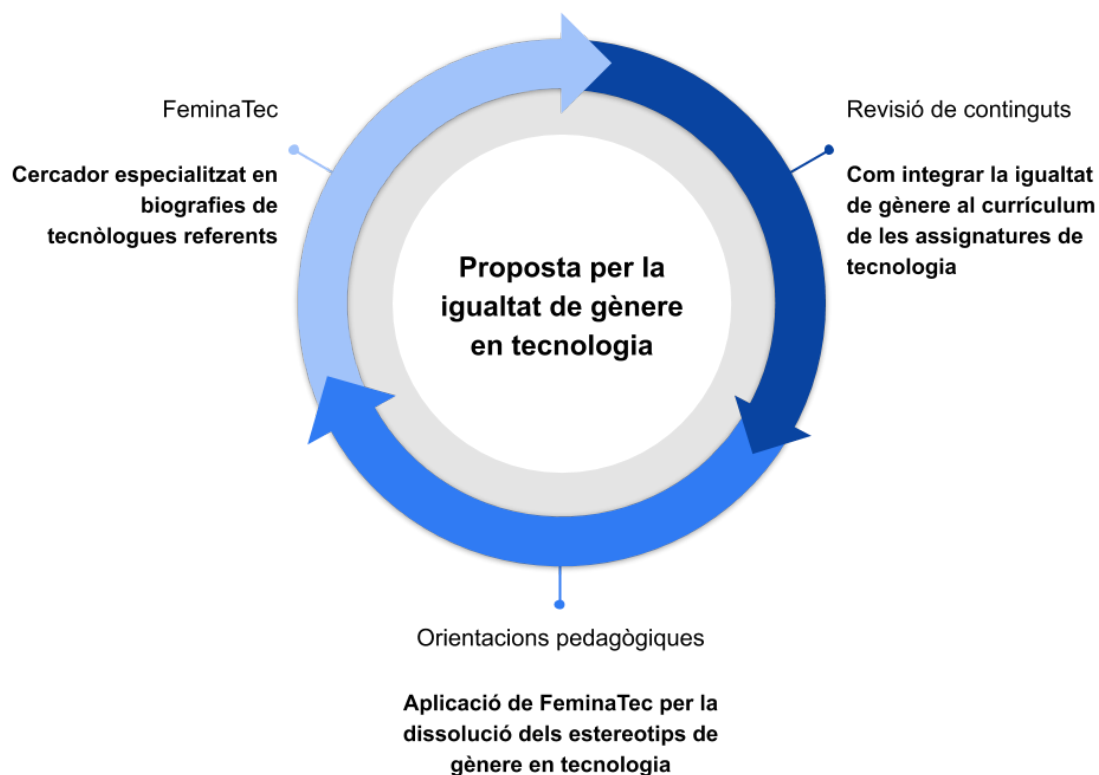 FeminaTec
Cercador especialitzat en
biografies de
tecnòlogues referents
Revisió de continguts
Com integrar la igualtat
de gènere al currículum
de les assignatures de
tecnologia
Proposta per la
igualtat de gènere
en tecnologia
Orientacions pedagògiques
Aplicació de FeminaTec per la
dissolució dels estereotips de
gènere en tecnologia